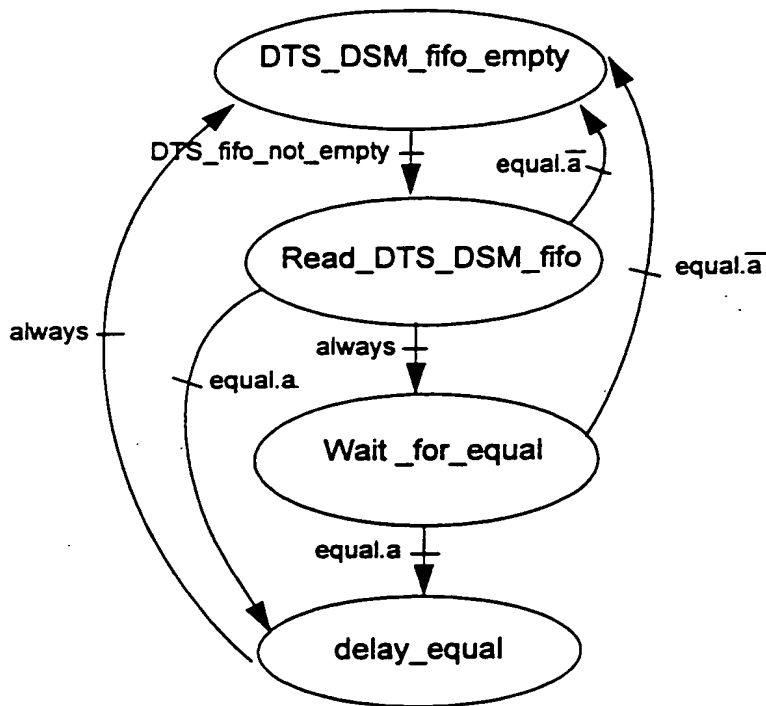 DTS_DSM_fifo_empty
DTS_fifo_not_empty
equal.a̅
Read_DTS_DSM_fifo
equal.a̅
always
always
equal.a
Wait _for_equal
equal.a
delay_equal